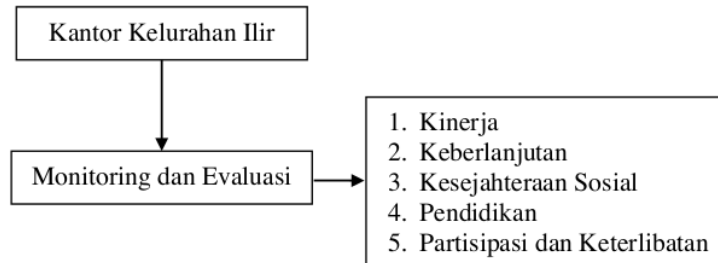 Kantor Kelurahan Ilir
Monitoring dan Evaluasi
1. Kinerja
2. Keberlanjutan
3. Kesejahteraan Sosial
4. Pendidikan
5. Partisipasi dan Keterlibatan